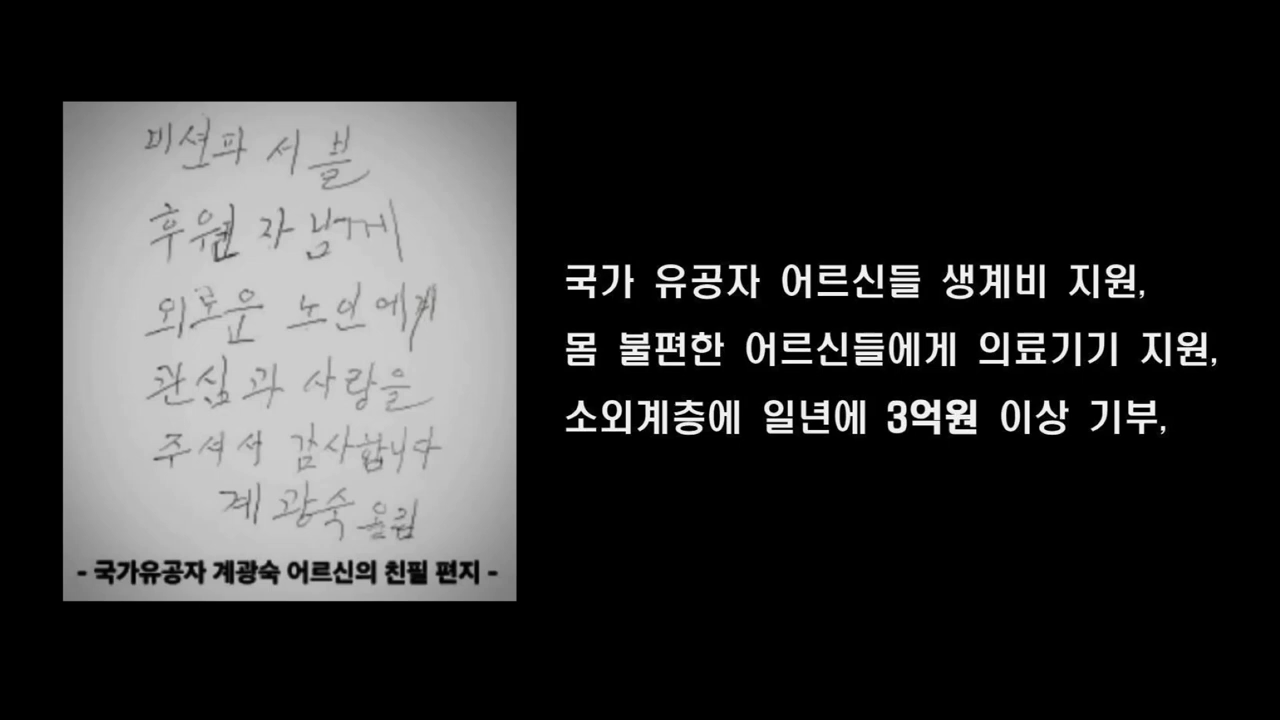 미션파서블
후원자님께
외로운 노인에게
관심과 사랑을
주셔서 감사합니다
계광숙 올림
- 국가유공자 계광숙 어르신의 친필 편지 -
국가 유공자 어르신들 생계비 지원,
몸 불편한 어르신들에게 의료기기 지원,
소외계층에 일년에 3억원 이상 기부,